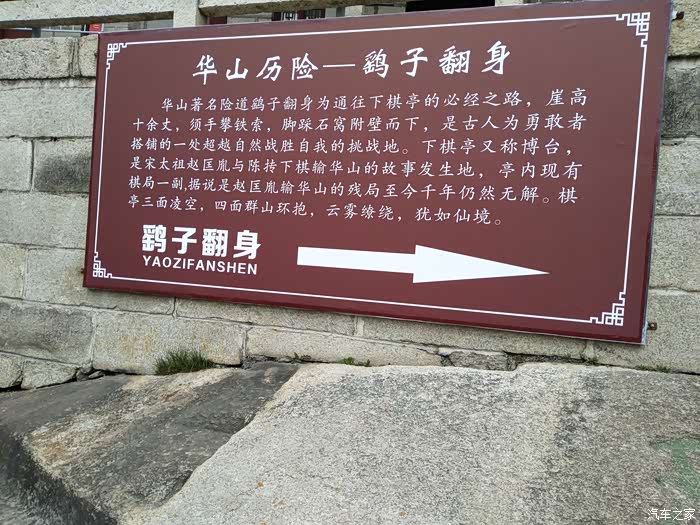 华山历险—鹞子翻身
华山著名险道鹞子翻身为通往下棋亭的必经之路，崖高
十余丈，须手攀铁索，脚踩石窝附壁而下，是古人为勇敢者
搭铺的一处超越自然战胜自我的挑战地。下棋亭又称博台，
是宋太祖赵匡胤与陈抟下棋输华山的故事发生地，亭内现有
棋局一副,据说是赵匡胤输华山的残局至今千年仍然无解。棋
亭三面凌空，四面群山环抱，云雾缭绕，犹如仙境。
鹞子翻身
YAOZIFANSHEN
汽车之家